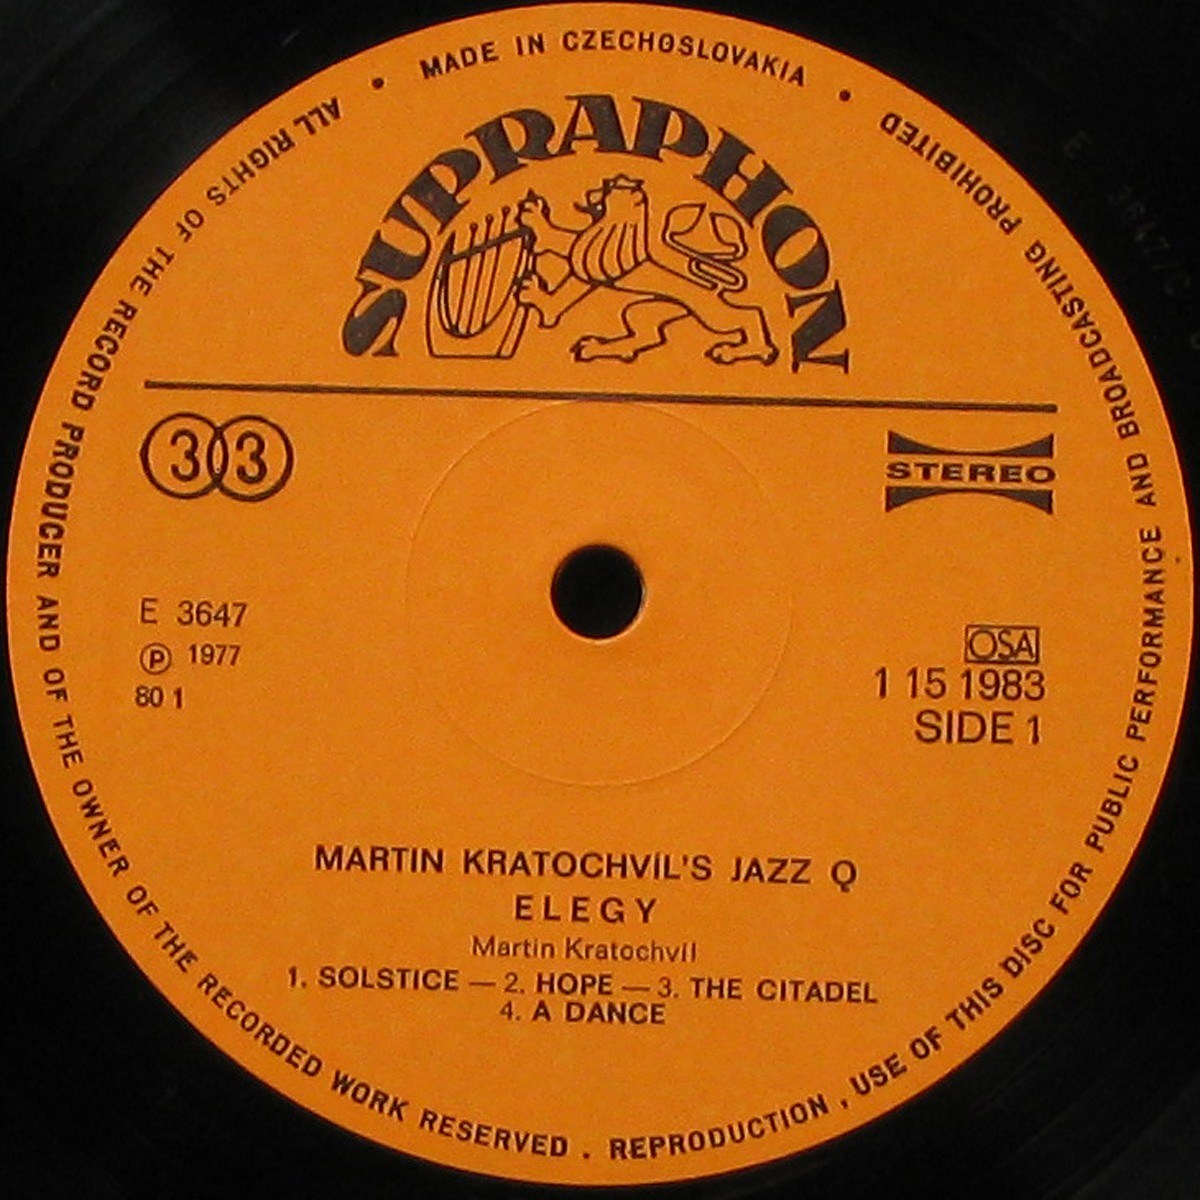 MADE IN CZECHOSLOVAKIA
ALL RIGHTS OF THE RECORD PRODUCER AND OF THE OWNER OF THE RECORDED WORK RESERVED . REPRODUCTION , USE OF THIS DISC FOR PUBLIC PERFORMANCE AND BROADCASTING PROHIBITED
SUPRAPHON
33
STEREO
E 3647
Ⓟ 1977
80 1
OSA
1 15 1983
SIDE 1
MARTIN KRATOCHVÍL'S JAZZ Q
ELEGY
Martin Kratochvíl
1. SOLSTICE — 2. HOPE — 3. THE CITADEL
4. A DANCE